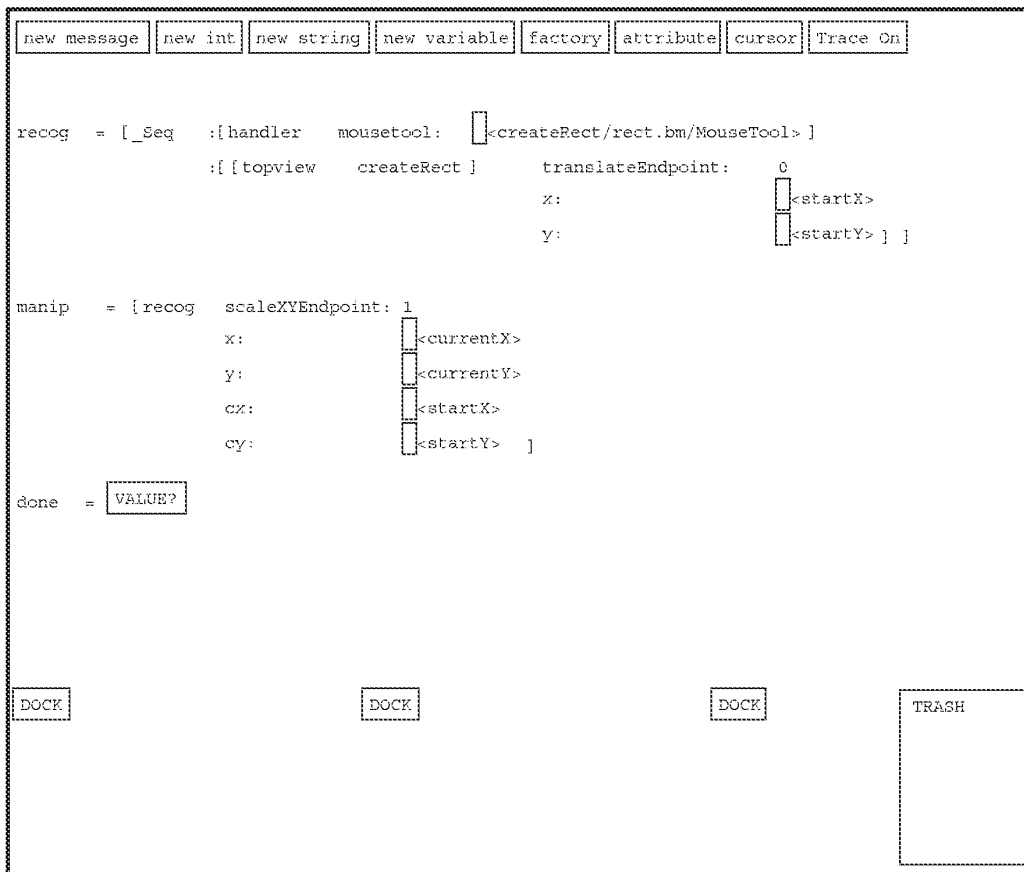 new message new int new string new variable factory attribute cursor Trace On
recog = [_Seq :[handler mousetool: <createRect/rect.bm/MouseTool> ]
:[ [topview createRect ] translateEndpoint: 0
x: <startX>
y: <startY> ] ]
manip = [recog scaleXYEndpoint: 1
x: <currentX>
y: <currentY>
cx: <startX>
cy: <startY> ]
done = VALUE?
DOCK DOCK DOCK TRASH